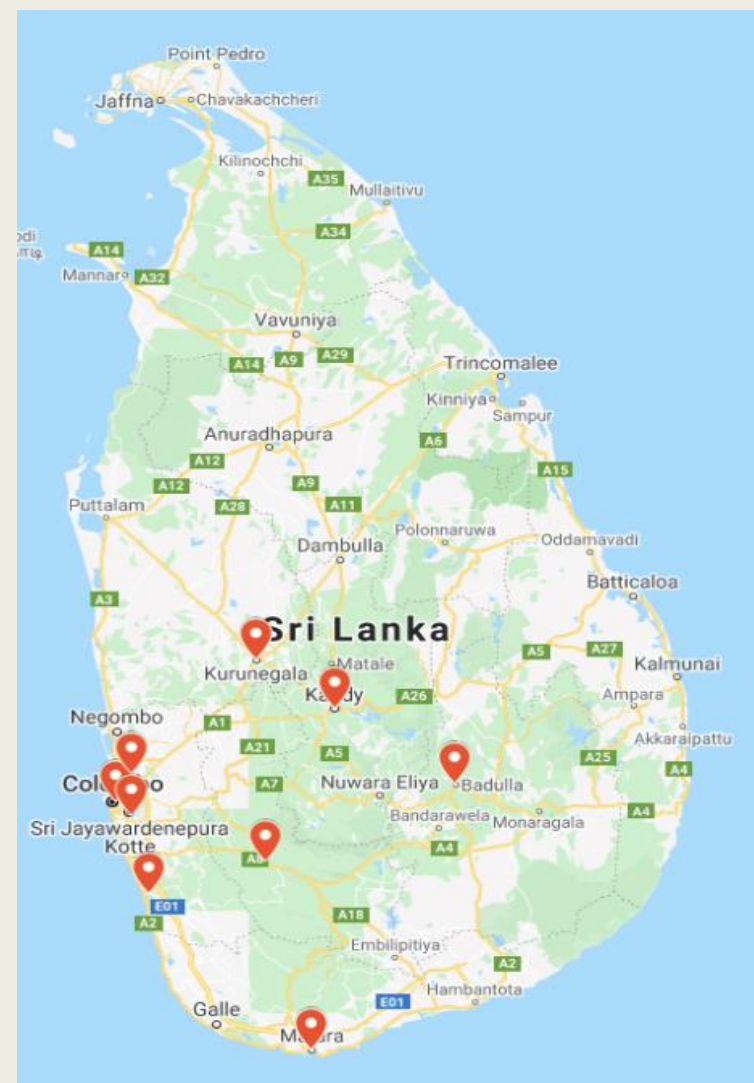 Point Pedro
Jaffna
Chavakachcheri
Kilinochchi
A35
Mullaitivu
A34
A14
Mannar
A32
Vavuniya
A14
A9
A29
Trincomalee
Kinniya
Sampur
Anuradhapura
A6
A12
A15
A12
A9
A28
A11
Puttalam
Polonnaruwa
Dambulla
Oddamavadi
Batticaloa
A3
Sri Lanka
A5
A27
Kurunegala
Matale
Kalmunai
A26
Ampara
Negombo
A1
Akkaraipattu
A21
A5
A25
A4
A7
Nuwara Eliya
Badulla
Bandarawela
Monaragala
A4
Sri Jayawardenepura
Kotte
A4
A8
E01
A2
A18
Embilipitiya
A2
Hambantota
E01
Galle